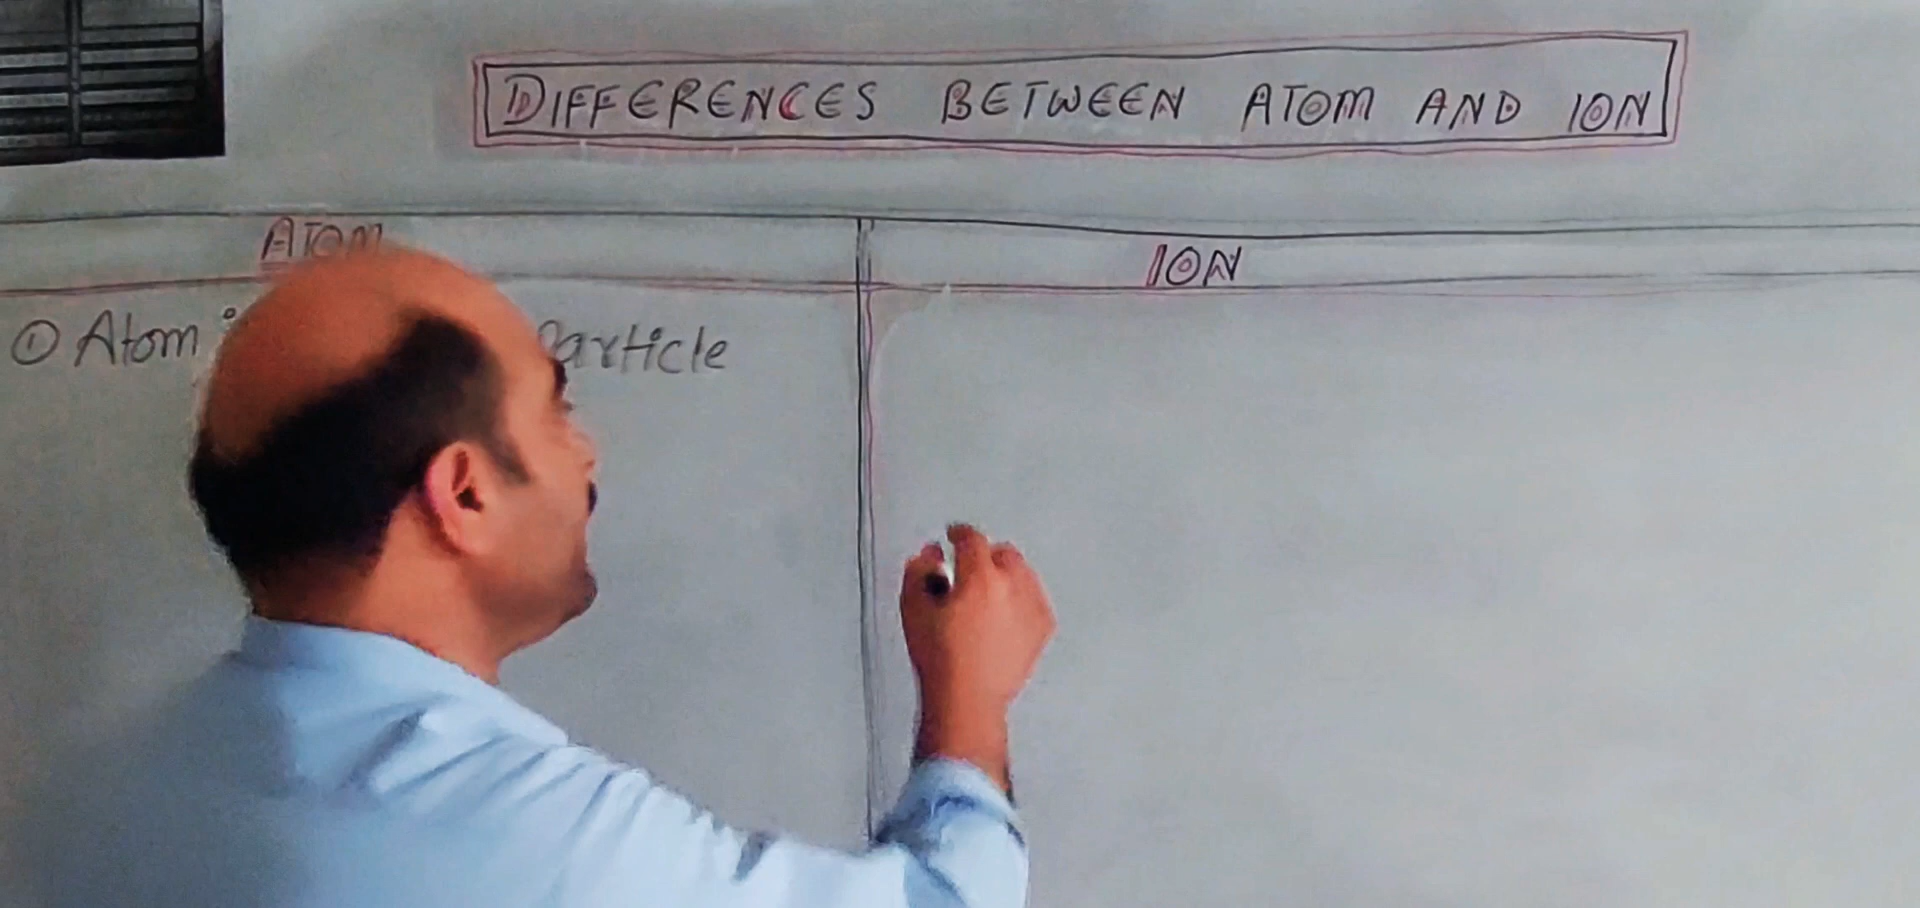 DIFFERENCES BETWEEN ATOM AND ION
ATOM
ION
① Atom Particle